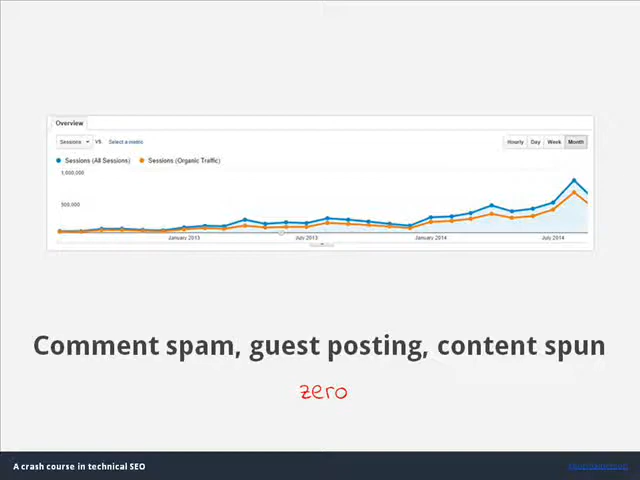 Overview
Sessions VS. Select a metric
Hourly Day Week Month
Sessions (All Sessions) Sessions (Organic Traffic)
1,000,000
500,000
January 2013 July 2013 January 2014 July 2014
Comment spam, guest posting, content spun
zero
A crash course in technical SEO